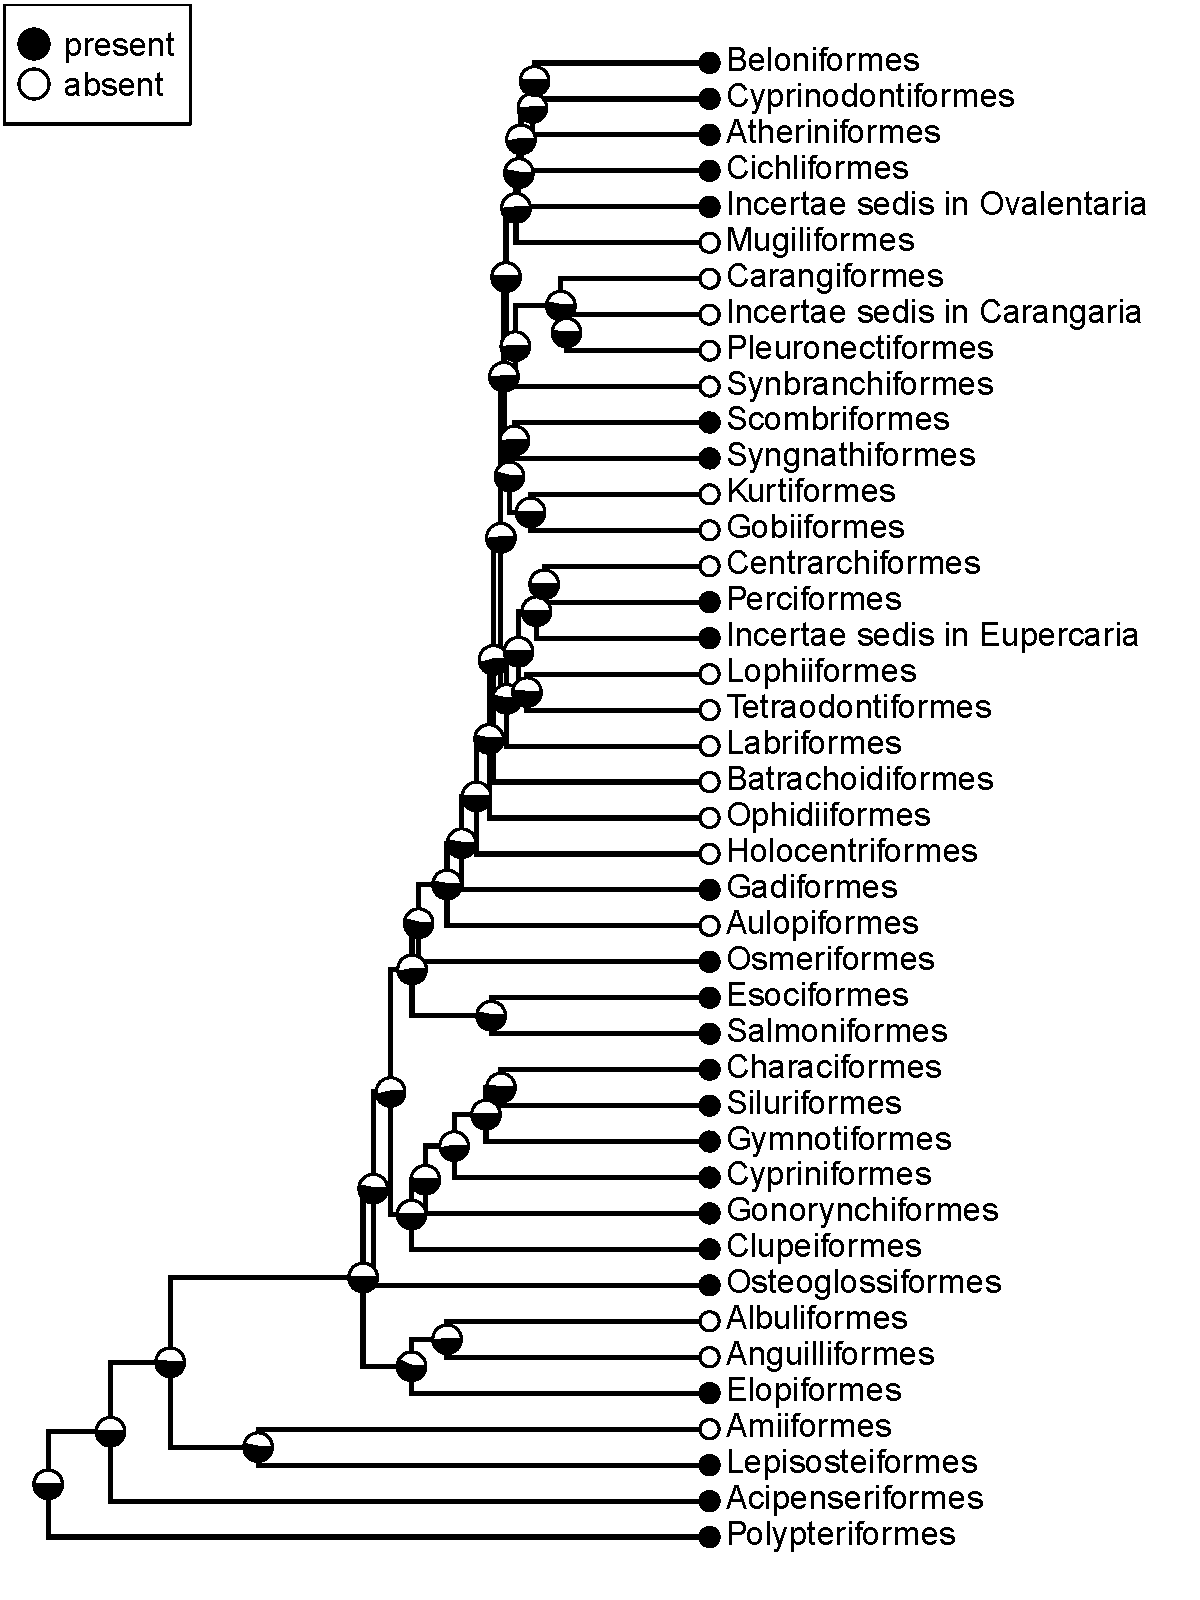 present
absent
Beloniformes
Cyprinodontiformes
Atheriniformes
Cichliformes
Incertae sedis in Ovalentaria
Mugiliformes
Carangiformes
Incertae sedis in Carangaria
Pleuronectiformes
Synbranchiformes
Scombriformes
Syngnathiformes
Kurtiformes
Gobiiformes
Centrarchiformes
Perciformes
Incertae sedis in Eupercaria
Lophiiformes
Tetraodontiformes
Labriformes
Batrachoidiformes
Ophidiiformes
Holocentriformes
Gadiformes
Aulopiformes
Osmeriformes
Esociformes
Salmoniformes
Characiformes
Siluriformes
Gymnotiformes
Cypriniformes
Gonorynchiformes
Clupeiformes
Osteoglossiformes
Albuliformes
Anguilliformes
Elopiformes
Amiiformes
Lepisosteiformes
Acipenseriformes
Polypteriformes